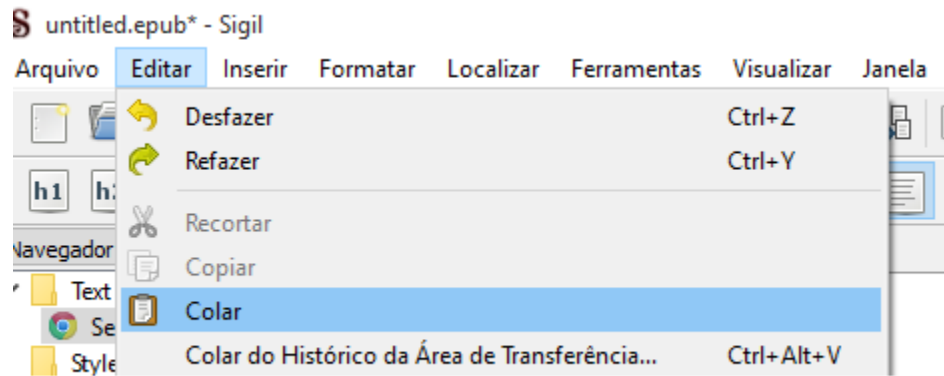 S untitled.epub* - Sigil
Arquivo Editar Inserir Formatar Localizar Ferramentas Visualizar Janela
Desfazer Ctrl+Z
Refazer Ctrl+Y
h1
Recortar
Navegador
Copiar
Text
Colar
Colar do Histórico da Área de Transferência... Ctrl+Alt+V